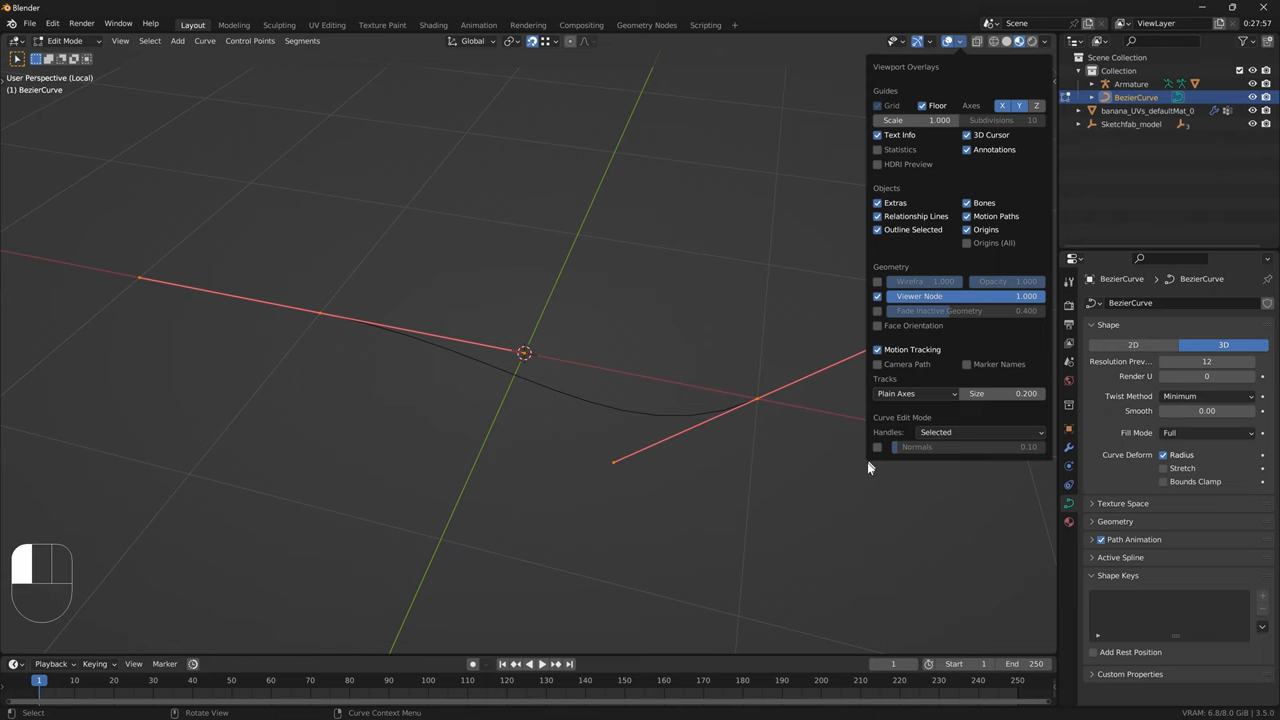 Blender
File Edit Render Window Help
Layout Modeling Sculpting UV Editing Texture Paint Shading Animation Rendering Compositing Geometry Nodes Scripting +
Scene
ViewLayer
0:27:57
Edit Mode View Select Add Curve Control Points Segments
Global
User Perspective (Local)
(1) BezierCurve
Viewport Overlays
Guides
Grid Floor Axes X Y Z
Scale 1.000 Subdivisions 10
Text Info 3D Cursor
Statistics Annotations
HDRI Preview
Objects
Extras Bones
Relationship Lines Motion Paths
Outline Selected Origins
Origins (All)
Geometry
Wirefra.. 1.000 Opacity 1.000
Viewer Node 1.000
Fade Inactive Geometry 0.400
Face Orientation
Motion Tracking
Camera Path Marker Names
Tracks
Plain Axes Size 0.200
Curve Edit Mode
Handles: Selected
Normals 0.10
Scene Collection
Collection
Armature
BezierCurve
banana_UVs_defaultMat_0
Sketchfab_model 3
BezierCurve BezierCurve
BezierCurve
Shape
2D 3D
Resolution Prev... 12
Render U 0
Twist Method Minimum
Smooth 0.00
Fill Mode Full
Curve Deform Radius
Stretch
Bounds Clamp
Texture Space
Geometry
Path Animation
Active Spline
Shape Keys
Add Rest Position
Custom Properties
Playback Keying View Marker
1 Start 1 End 250
1 10 20 30 40 50 60 70 80 90 100 110 120 130 140 150 160 170 180 190 200 210 220 230 240 250
Select Rotate View Curve Context Menu
VRAM: 6.8/8.0 GiB | 3.5.0